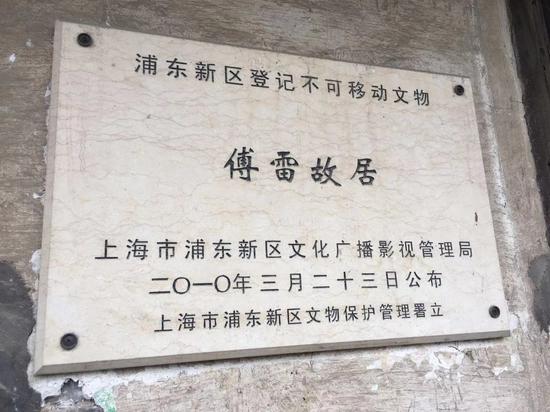 浦东新区登记不可移动文物
傅雷故居
上海市浦东新区文化广播影视管理局
二〇一〇年三月二十三日公布
上海市浦东新区文物保护管理署立